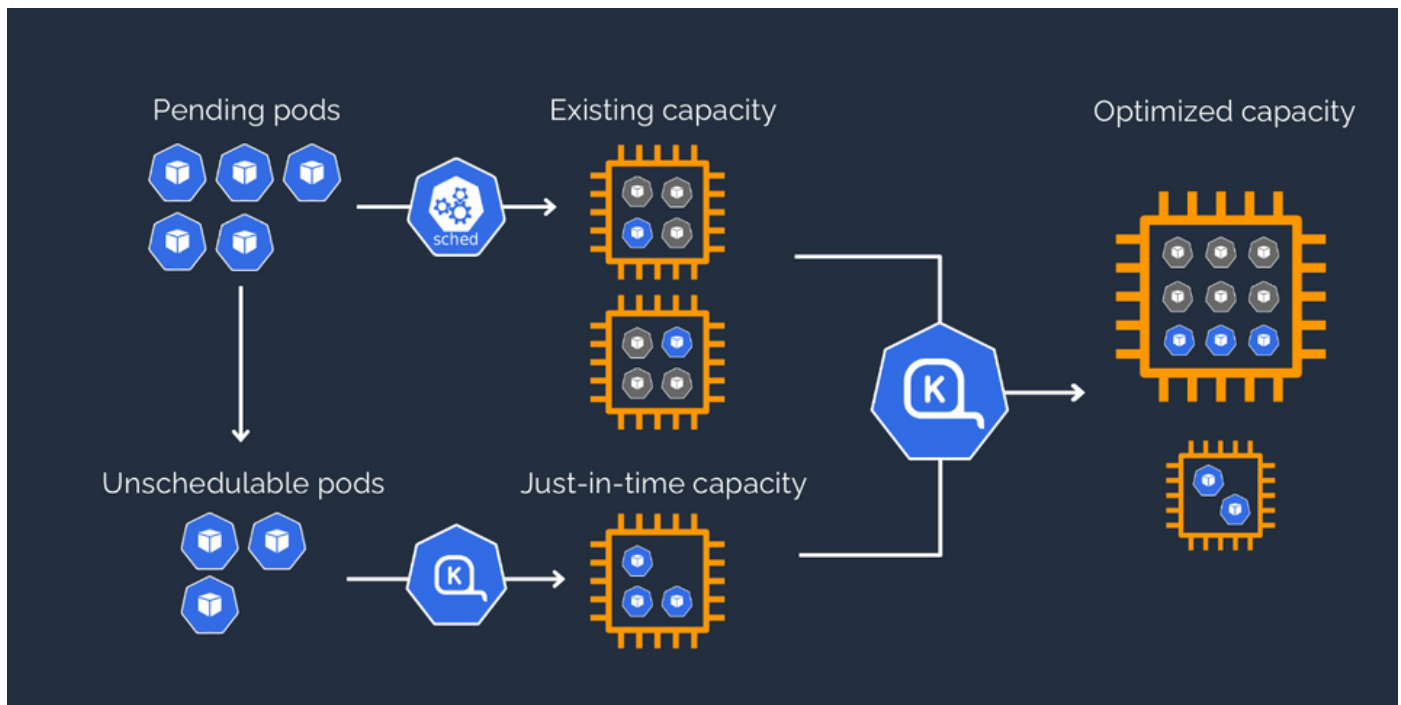 Pending pods
Existing capacity
Optimized capacity
sched
K
Unschedulable pods
Just-in-time capacity
K